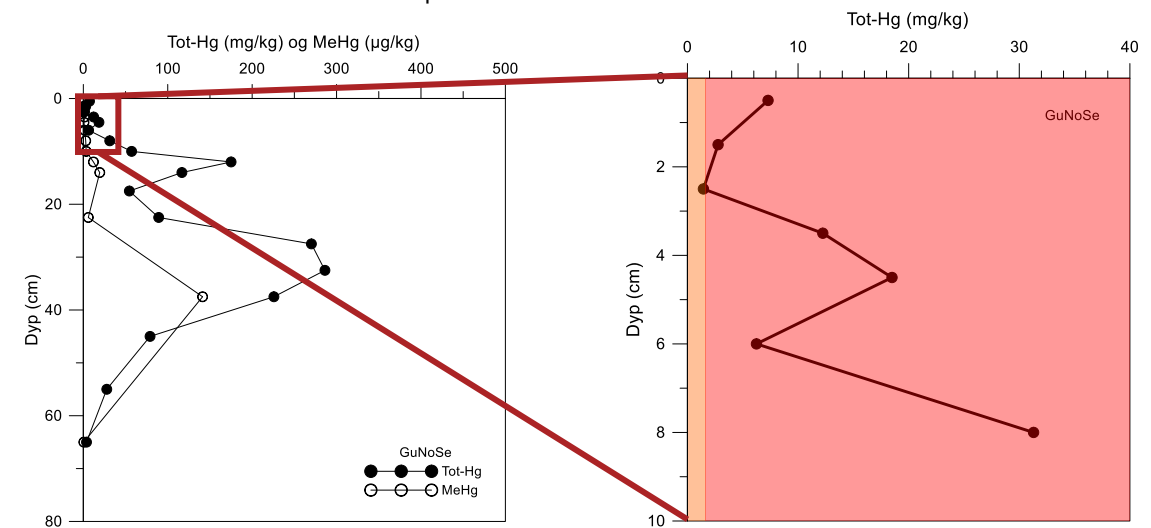 Tot-Hg (mg/kg) og MeHg (µg/kg)
0 100 200 300 400 500
0
20
40
60
80
Dyp (cm)
GuNoSe
Tot-Hg
MeHg
Tot-Hg (mg/kg)
0 10 20 30 40
0
2
4
6
8
10
Dyp (cm)
GuNoSe